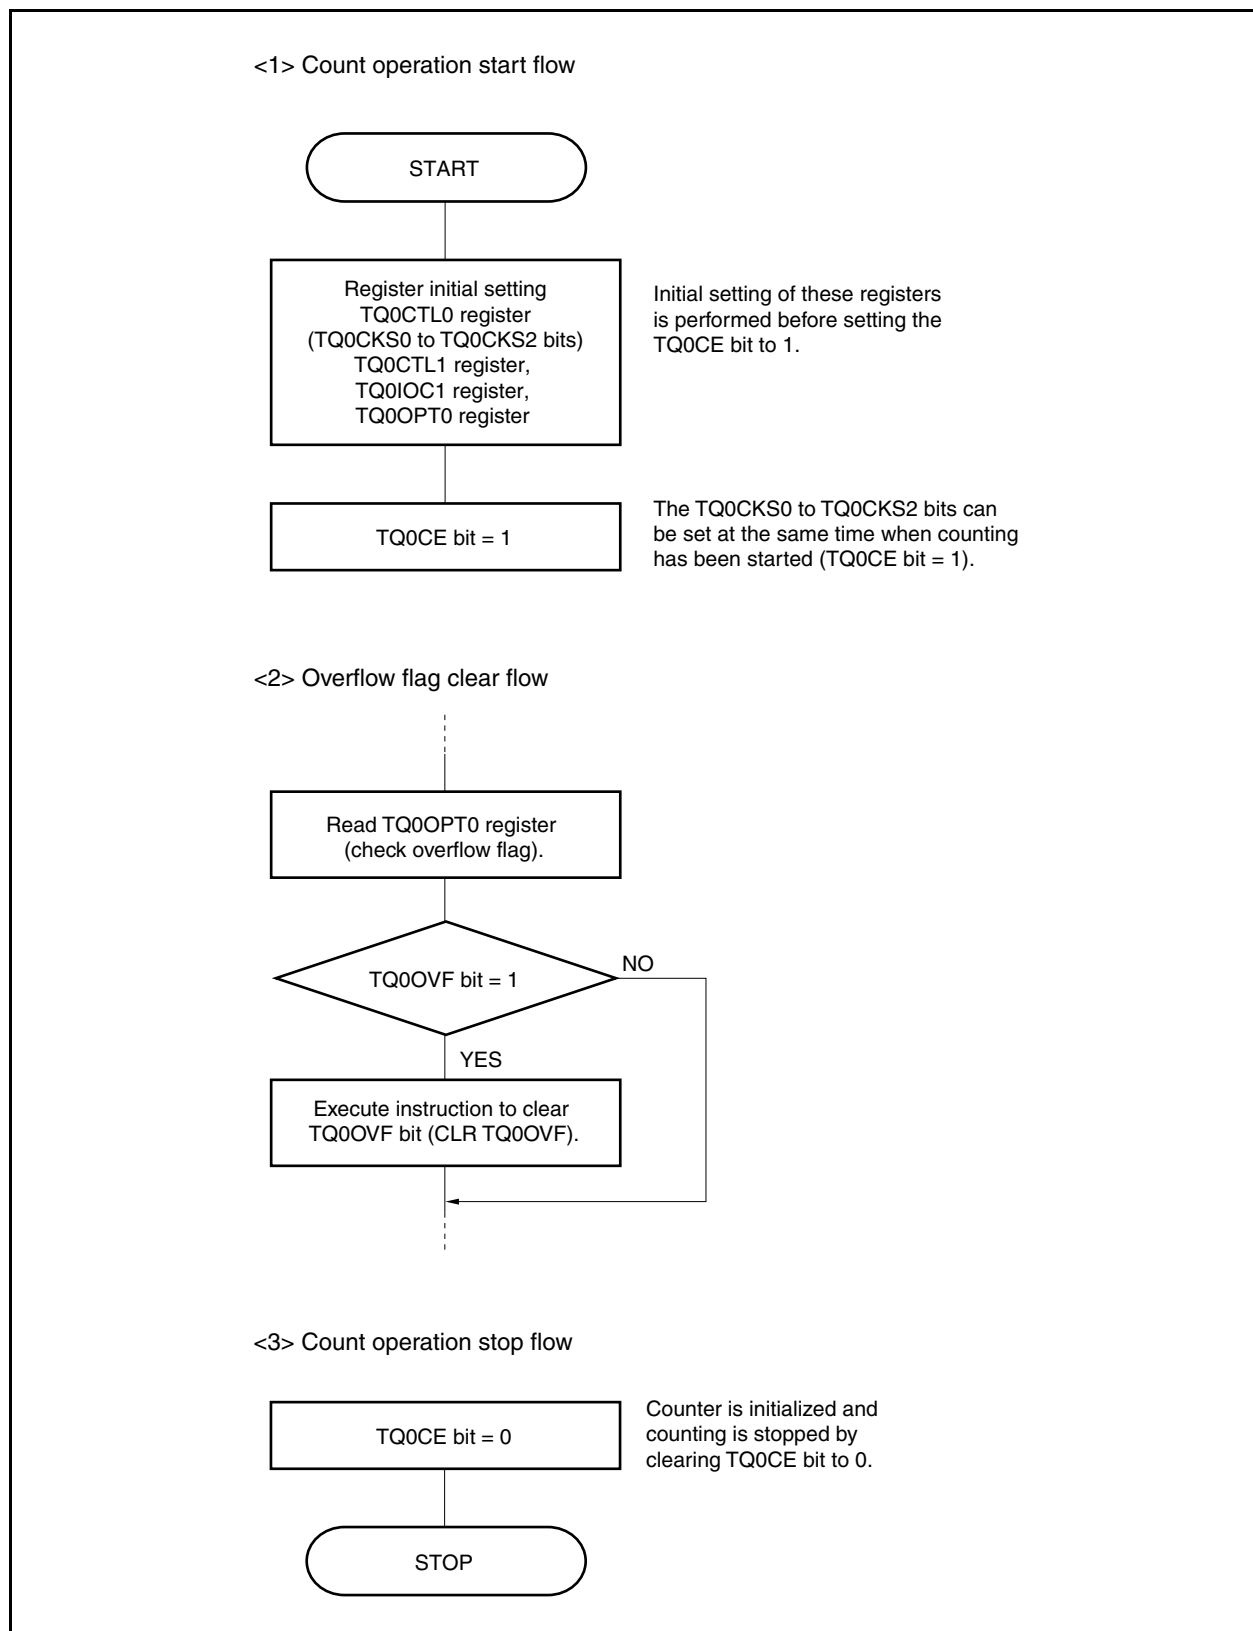 <1> Count operation start flow
START
Register initial setting
TQ0CTL0 register
(TQ0CKS0 to TQ0CKS2 bits)
TQ0CTL1 register,
TQ0IOC1 register,
TQ0OPT0 register
Initial setting of these registers
is performed before setting the
TQ0CE bit to 1.
TQ0CE bit = 1
The TQ0CKS0 to TQ0CKS2 bits can
be set at the same time when counting
has been started (TQ0CE bit = 1).
<2> Overflow flag clear flow
Read TQ0OPT0 register
(check overflow flag).
TQ0OVF bit = 1
NO
YES
Execute instruction to clear
TQ0OVF bit (CLR TQ0OVF).
<3> Count operation stop flow
TQ0CE bit = 0
Counter is initialized and
counting is stopped by
clearing TQ0CE bit to 0.
STOP